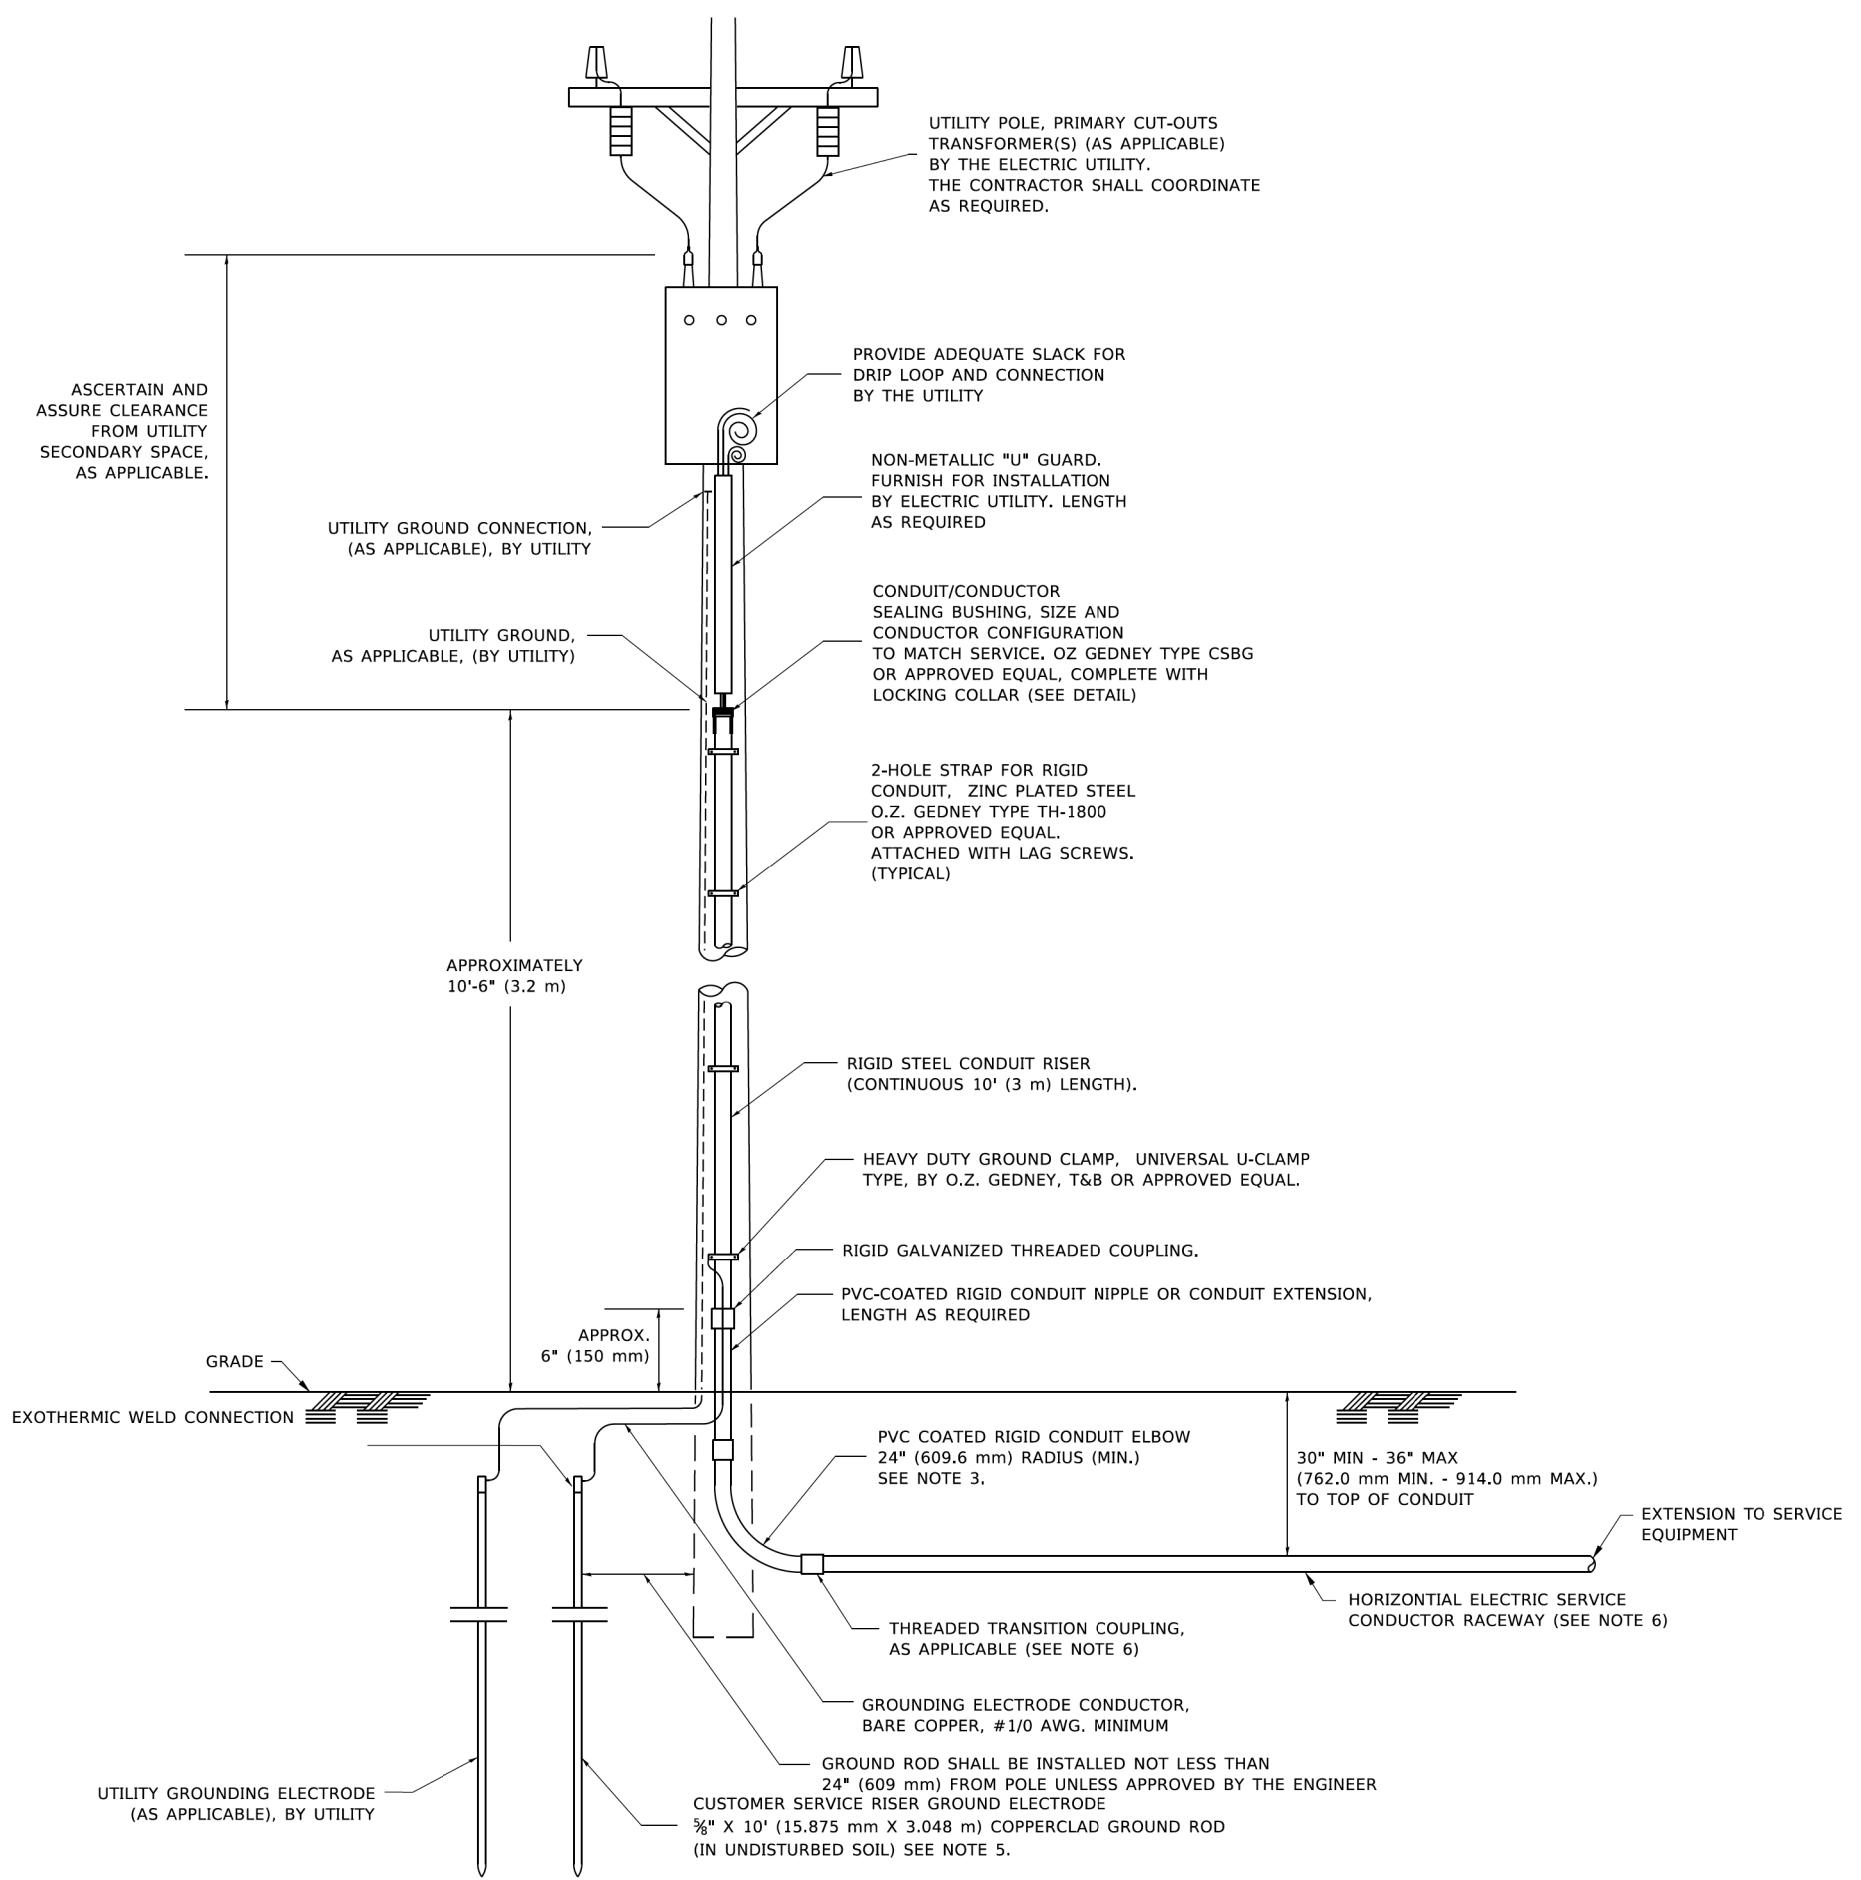 UTILITY POLE, PRIMARY CUT-OUTS
TRANSFORMER(S) (AS APPLICABLE)
BY THE ELECTRIC UTILITY.
THE CONTRACTOR SHALL COORDINATE
AS REQUIRED.
PROVIDE ADEQUATE SLACK FOR
DRIP LOOP AND CONNECTION
BY THE UTILITY
ASCERTAIN AND
ASSURE CLEARANCE
FROM UTILITY
SECONDARY SPACE,
AS APPLICABLE.
NON-METALLIC "U" GUARD.
FURNISH FOR INSTALLATION
BY ELECTRIC UTILITY. LENGTH
AS REQUIRED
UTILITY GROUND CONNECTION,
(AS APPLICABLE), BY UTILITY
CONDUIT/CONDUCTOR
SEALING BUSHING, SIZE AND
CONDUCTOR CONFIGURATION
TO MATCH SERVICE. OZ GEDNEY TYPE CSBG
OR APPROVED EQUAL, COMPLETE WITH
LOCKING COLLAR (SEE DETAIL)
UTILITY GROUND,
AS APPLICABLE, (BY UTILITY)
2-HOLE STRAP FOR RIGID
CONDUIT, ZINC PLATED STEEL
O.Z. GEDNEY TYPE TH-1800
OR APPROVED EQUAL.
ATTACHED WITH LAG SCREWS.
(TYPICAL)
APPROXIMATELY
10'-6" (3.2 m)
RIGID STEEL CONDUIT RISER
(CONTINUOUS 10' (3 m) LENGTH).
HEAVY DUTY GROUND CLAMP, UNIVERSAL U-CLAMP
TYPE, BY O.Z. GEDNEY, T&B OR APPROVED EQUAL.
RIGID GALVANIZED THREADED COUPLING.
PVC-COATED RIGID CONDUIT NIPPLE OR CONDUIT EXTENSION,
LENGTH AS REQUIRED
APPROX.
6" (150 mm)
GRADE
EXOTHERMIC WELD CONNECTION
PVC COATED RIGID CONDUIT ELBOW
24" (609.6 mm) RADIUS (MIN.)
SEE NOTE 3.
30" MIN - 36" MAX
(762.0 mm MIN. - 914.0 mm MAX.)
TO TOP OF CONDUIT
EXTENSION TO SERVICE
EQUIPMENT
HORIZONTIAL ELECTRIC SERVICE
CONDUCTOR RACEWAY (SEE NOTE 6)
THREADED TRANSITION COUPLING,
AS APPLICABLE (SEE NOTE 6)
GROUNDING ELECTRODE CONDUCTOR,
BARE COPPER, #1/0 AWG. MINIMUM
GROUND ROD SHALL BE INSTALLED NOT LESS THAN
24" (609 mm) FROM POLE UNLESS APPROVED BY THE ENGINEER
UTILITY GROUNDING ELECTRODE
(AS APPLICABLE), BY UTILITY
CUSTOMER SERVICE RISER GROUND ELECTRODE
⅝" X 10' (15.875 mm X 3.048 m) COPPERCLAD GROUND ROD
(IN UNDISTURBED SOIL) SEE NOTE 5.